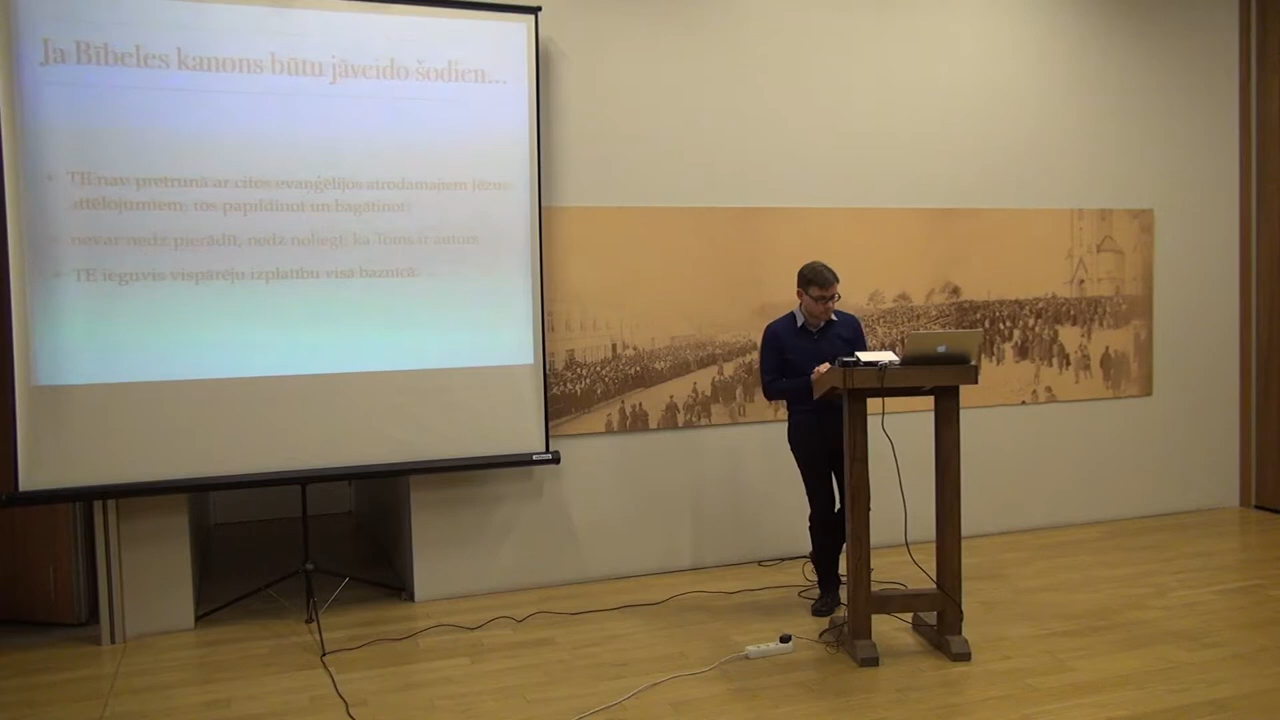 Ja Bībeles kanons būtu jāveido šodien...
TE nav pretrunā ar citos evaņģēlijos atrodamajiem Jēzus
attēlojumiem, tos papildinot un bagātinot
nevar nedz pierādīt, nedz noliegt, ka Toms ir autors
TE ieguvis vispārēju izplatību visā baznīcā